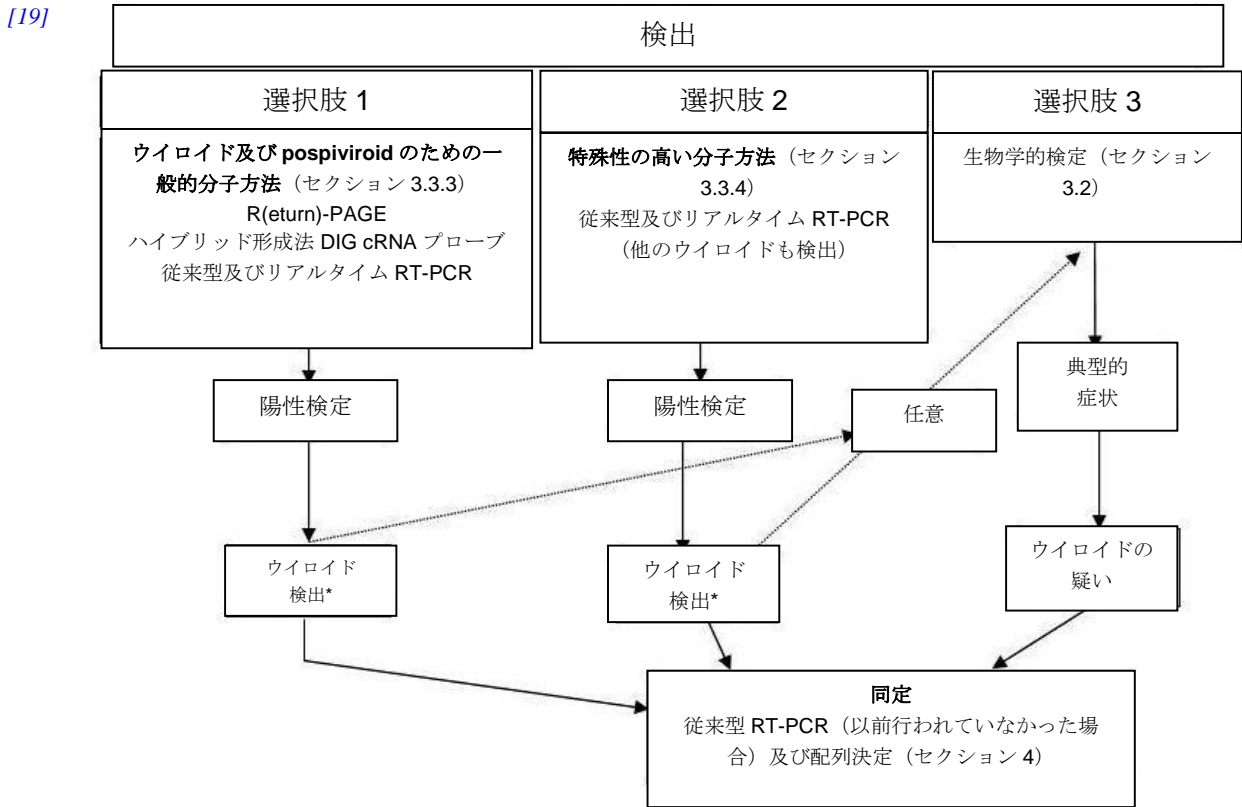 [19]
検出
選択肢 1
ウイロイド及び pospiviroid のための一
般的分子方法（セクション 3.3.3）
R(eturn)-PAGE
ハイブリッド形成法 DIG cRNA プローブ
従来型及びリアルタイム RT-PCR
選択肢 2
特殊性の高い分子方法（セクション
3.3.4）
従来型及びリアルタイム RT-PCR
（他のウイロイドも検出）
選択肢 3
生物学的検定（セクション
3.2）
陽性検定
陽性検定
任意
典型的
症状
ウイロイド
検出*
ウイロイド
検出*
ウイロイドの
疑い
同定
従来型 RT-PCR（以前行われていなかった場
合）及び配列決定（セクション 4）